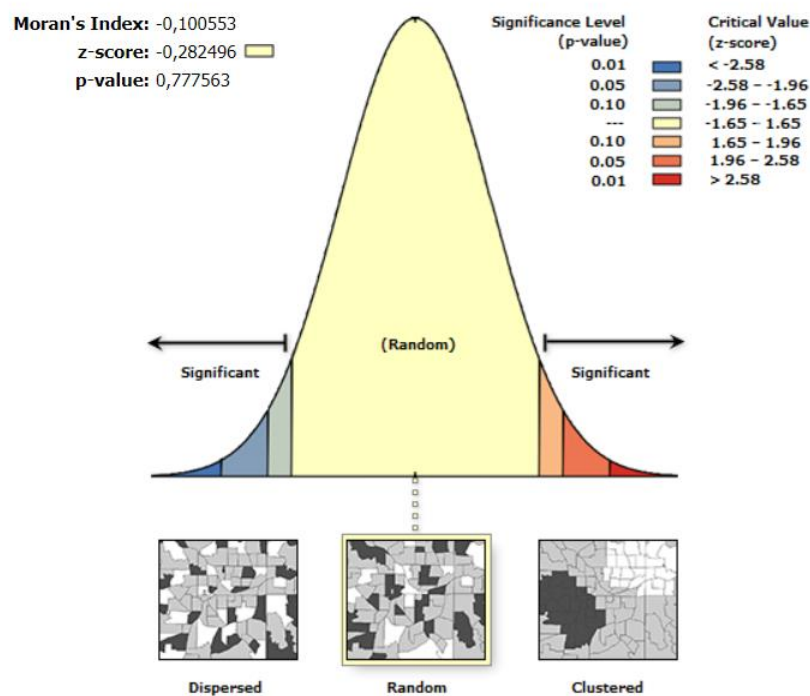 Moran's Index: -0,100553
z-score: -0,282496
p-value: 0,777563
Significance Level
(p-value)
Critical Value
(z-score)
0.01 < -2.58
0.05 -2.58 – -1.96
0.10 -1.96 – -1.65
--- -1.65 – 1.65
0.10 1.65 – 1.96
0.05 1.96 – 2.58
0.01 > 2.58
(Random)
Significant
Significant
Dispersed
Random
Clustered